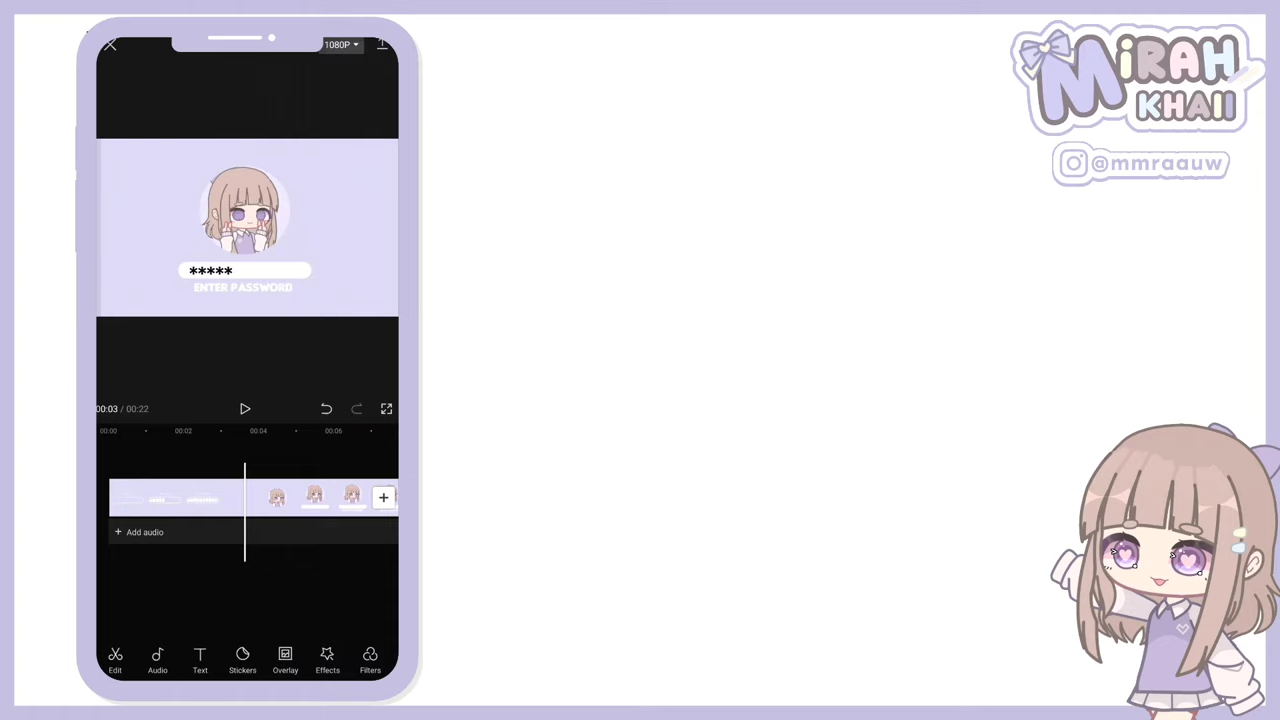 1080P
*****
ENTER PASSWORD
00:03 / 00:22
00:00 00:02 00:04 00:06
+
+ Add audio
Edit Audio Text Stickers Overlay Effects Filters
MiRAH
KHAII
@mmraauw